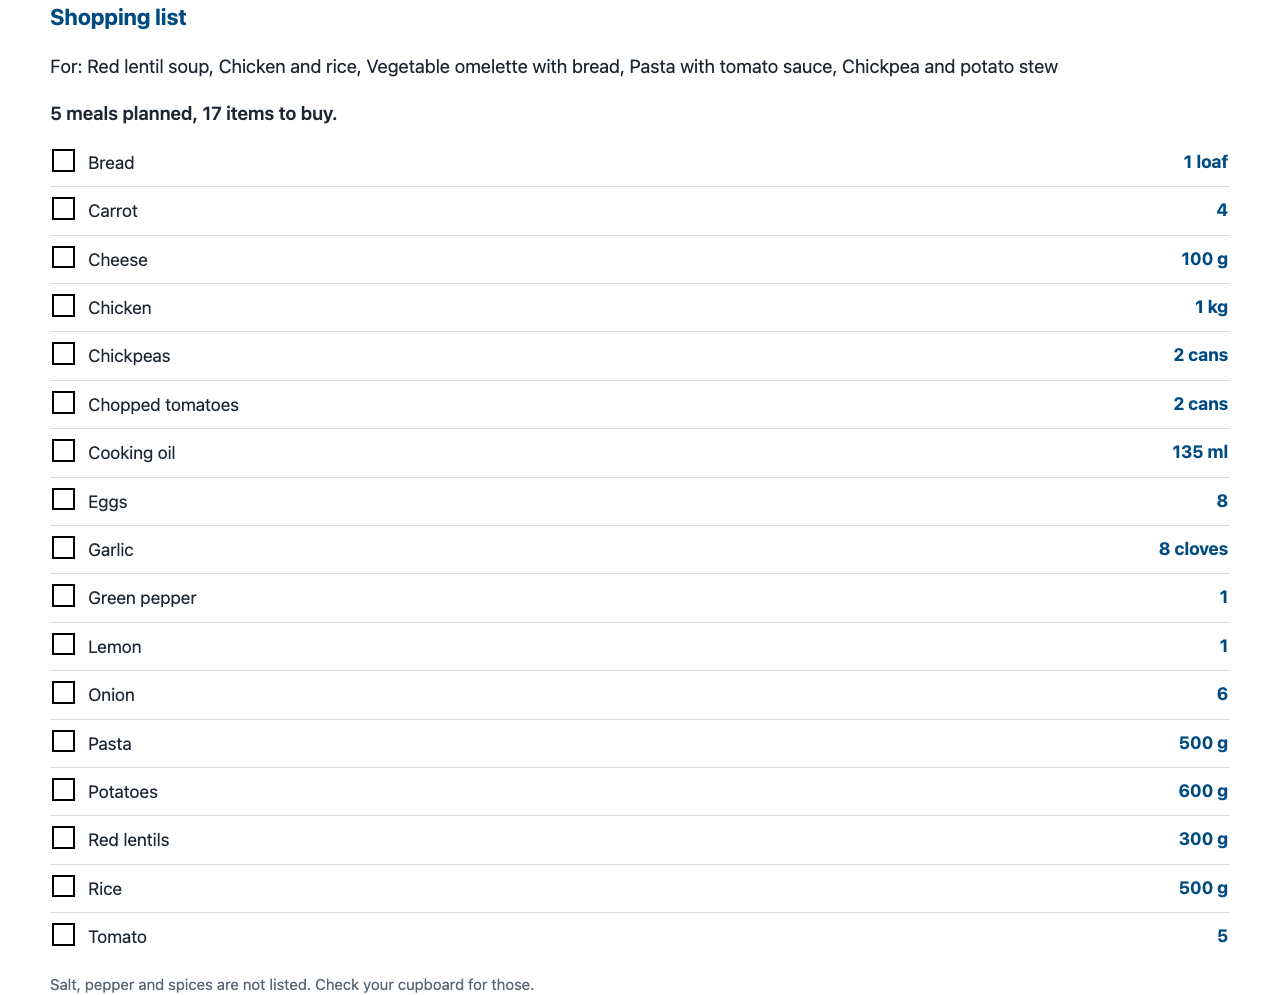 Shopping list
For: Red lentil soup, Chicken and rice, Vegetable omelette with bread, Pasta with tomato sauce, Chickpea and potato stew
5 meals planned, 17 items to buy.
Bread 1 loaf
Carrot 4
Cheese 100 g
Chicken 1 kg
Chickpeas 2 cans
Chopped tomatoes 2 cans
Cooking oil 135 ml
Eggs 8
Garlic 8 cloves
Green pepper 1
Lemon 1
Onion 6
Pasta 500 g
Potatoes 600 g
Red lentils 300 g
Rice 500 g
Tomato 5
Salt, pepper and spices are not listed. Check your cupboard for those.